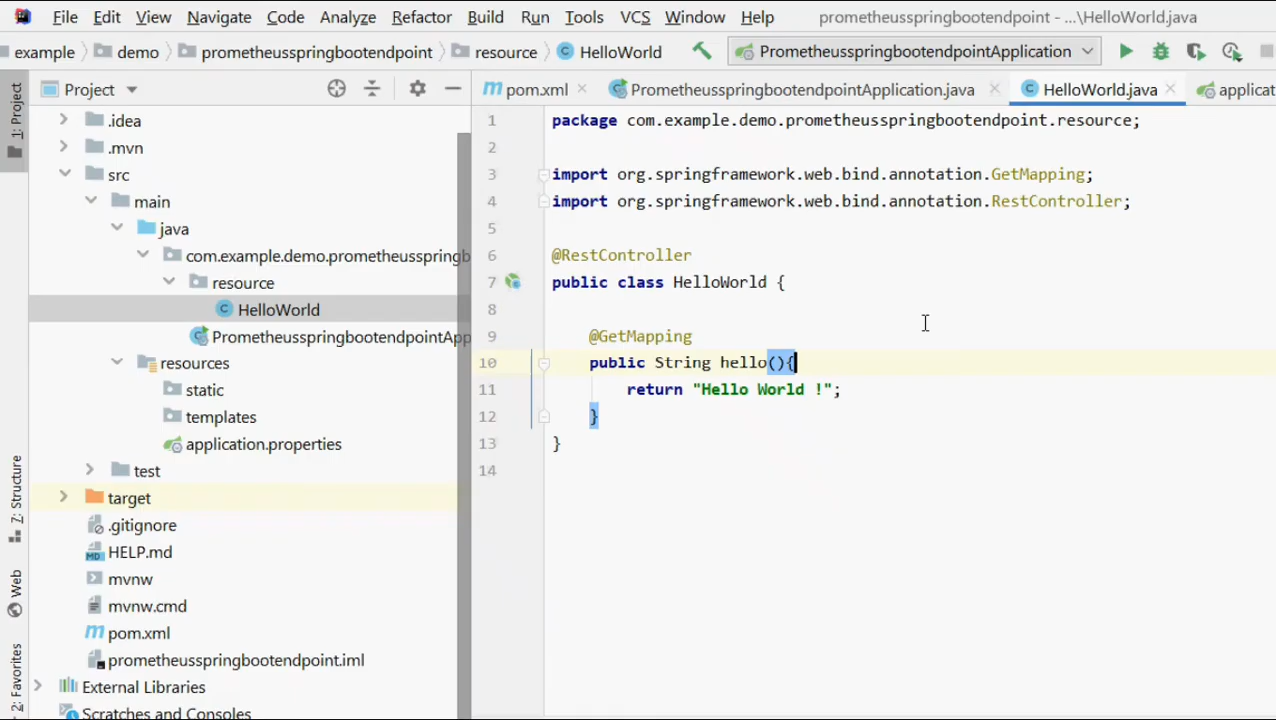 File Edit View Navigate Code Analyze Refactor Build Run Tools VCS Window Help prometheusspringbootendpoint - ...\HelloWorld.java
example demo prometheusspringbootendpoint resource HelloWorld PrometheusspringbootendpointApplication
1: Project
Z: Structure
Web
2: Favorites
Project
.idea
.mvn
src
main
java
com.example.demo.prometheusspringb
resource
HelloWorld
PrometheusspringbootendpointApp
resources
static
templates
application.properties
test
target
.gitignore
HELP.md
mvnw
mvnw.cmd
pom.xml
prometheusspringbootendpoint.iml
External Libraries
Scratches and Consoles
pom.xml PrometheusspringbootendpointApplication.java HelloWorld.java applicat
1 package com.example.demo.prometheusspringbootendpoint.resource;
2
3 import org.springframework.web.bind.annotation.GetMapping;
4 import org.springframework.web.bind.annotation.RestController;
5
6 @RestController
7 public class HelloWorld {
8
9 @GetMapping
10 public String hello(){
11 return "Hello World !";
12 }
13 }
14